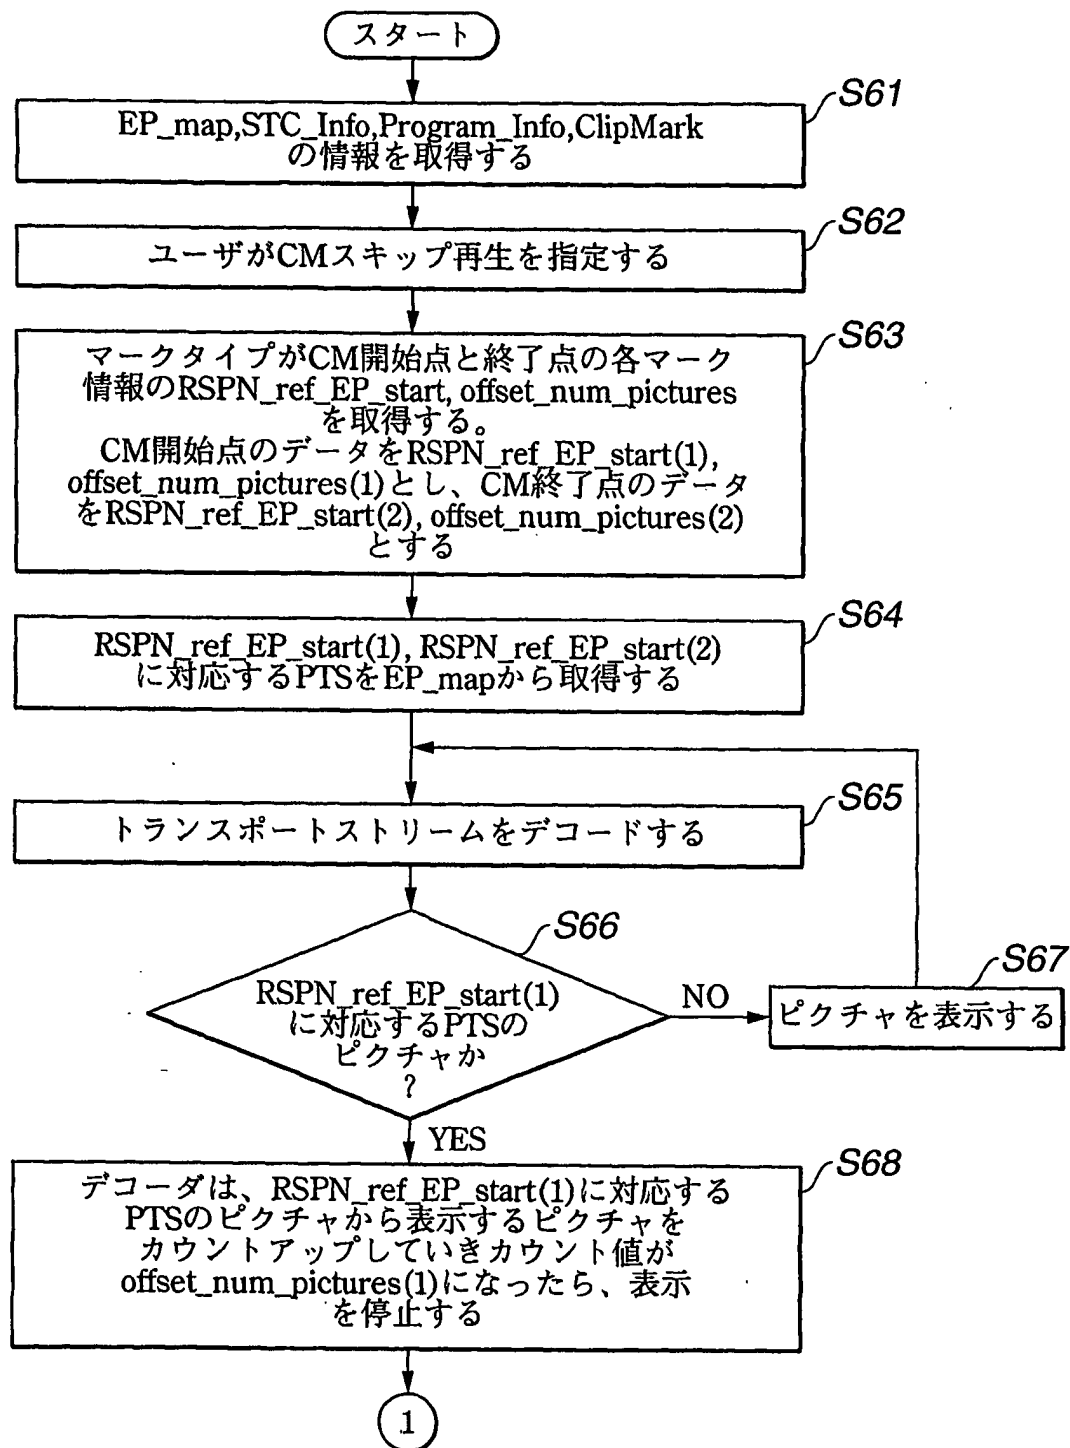 スタート
S61
EP_map,STC_Info,Program_Info,ClipMark
の情報を取得する
S62
ユーザがCMスキップ再生を指定する
S63
マークタイプがCM開始点と終了点の各マーク
情報のRSPN_ref_EP_start, offset_num_pictures
を取得する。
CM開始点のデータをRSPN_ref_EP_start(1),
offset_num_pictures(1)とし、CM終了点のデータ
をRSPN_ref_EP_start(2), offset_num_pictures(2)
とする
S64
RSPN_ref_EP_start(1), RSPN_ref_EP_start(2)
に対応するPTSをEP_mapから取得する
S65
トランスポートストリームをデコードする
S66
RSPN_ref_EP_start(1)
に対応するPTSの
ピクチャか
?
NO
S67
ピクチャを表示する
YES
S68
デコーダは、RSPN_ref_EP_start(1)に対応する
PTSのピクチャから表示するピクチャを
カウントアップしていきカウント値が
offset_num_pictures(1)になったら、表示
を停止する
1